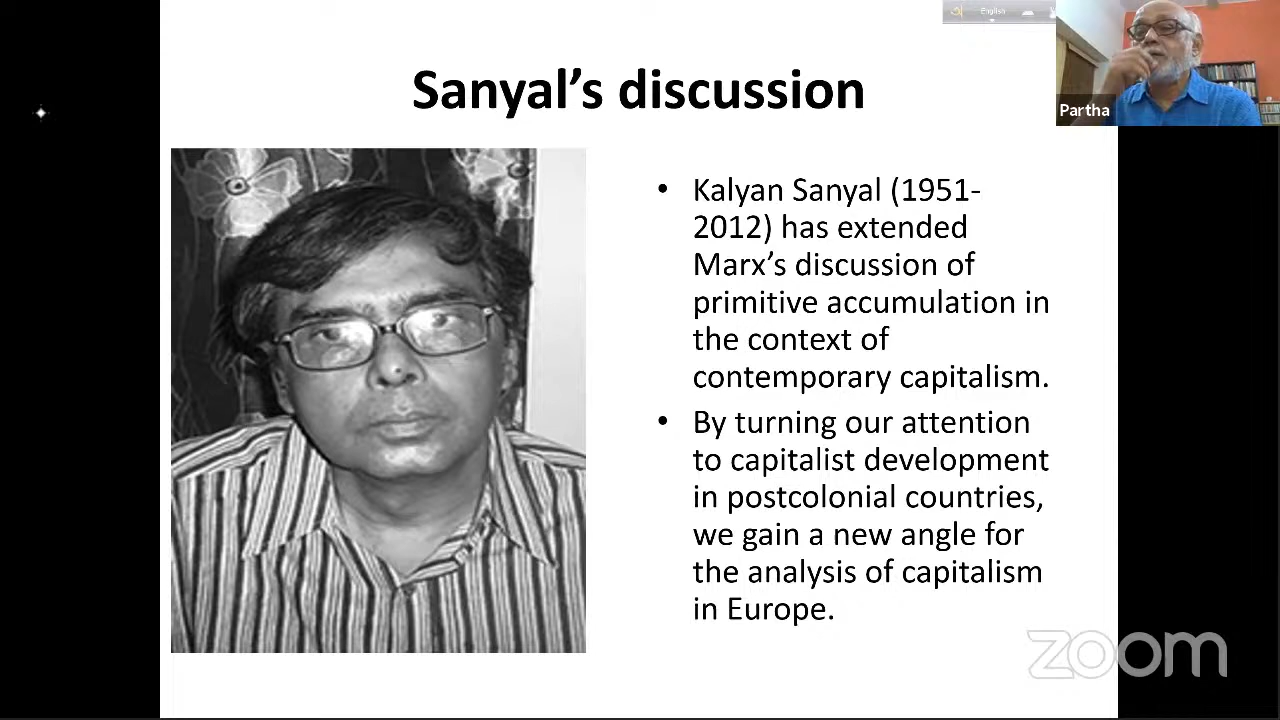 English
Partha
Sanyal’s discussion
• Kalyan Sanyal (1951-
2012) has extended
Marx’s discussion of
primitive accumulation in
the context of
contemporary capitalism.
• By turning our attention
to capitalist development
in postcolonial countries,
we gain a new angle for
the analysis of capitalism
in Europe.
zoom